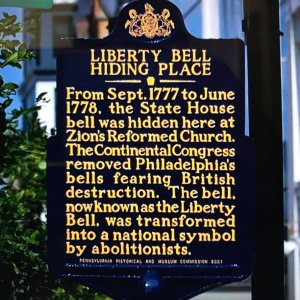 LIBERTY BELL
HIDING PLACE
From Sept. 1777 to June
1778, the State House
bell was hidden here at
Zion's Reformed Church.
The Continental Congress
removed Philadelphia's
bells fearing British
destruction. The bell,
now known as the Liberty
Bell, was transformed
into a national symbol
by abolitionists.
PENNSYLVANIA HISTORICAL AND MUSEUM COMMISSION 2021